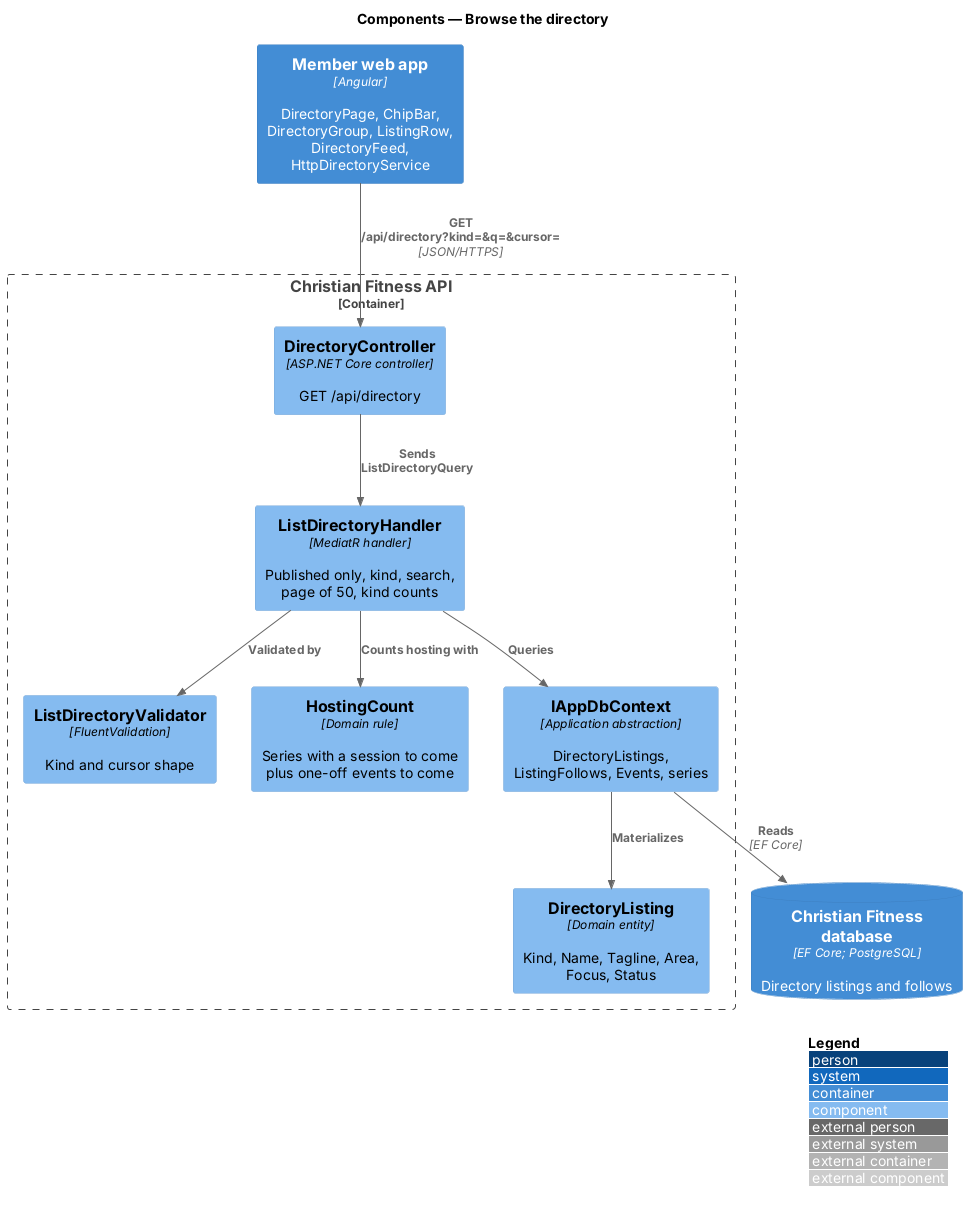 Components — Browse the directory
Member web app
[Angular]
DirectoryPage, ChipBar,
DirectoryGroup, ListingRow,
DirectoryFeed,
HttpDirectoryService
GET
/api/directory?kind=&q=&cursor=
[JSON/HTTPS]
Christian Fitness API
[Container]
DirectoryController
[ASP.NET Core controller]
GET /api/directory
Sends
ListDirectoryQuery
ListDirectoryHandler
[MediatR handler]
Published only, kind, search,
page of 50, kind counts
Validated by
Counts hosting with
Queries
ListDirectoryValidator
[FluentValidation]
Kind and cursor shape
HostingCount
[Domain rule]
Series with a session to come
plus one-off events to come
IAppDbContext
[Application abstraction]
DirectoryListings,
ListingFollows, Events, series
Materializes
Reads
[EF Core]
DirectoryListing
[Domain entity]
Kind, Name, Tagline, Area,
Focus, Status
Christian Fitness
database
[EF Core; PostgreSQL]
Directory listings and follows
Legend
person
system
container
component
external person
external system
external container
external component